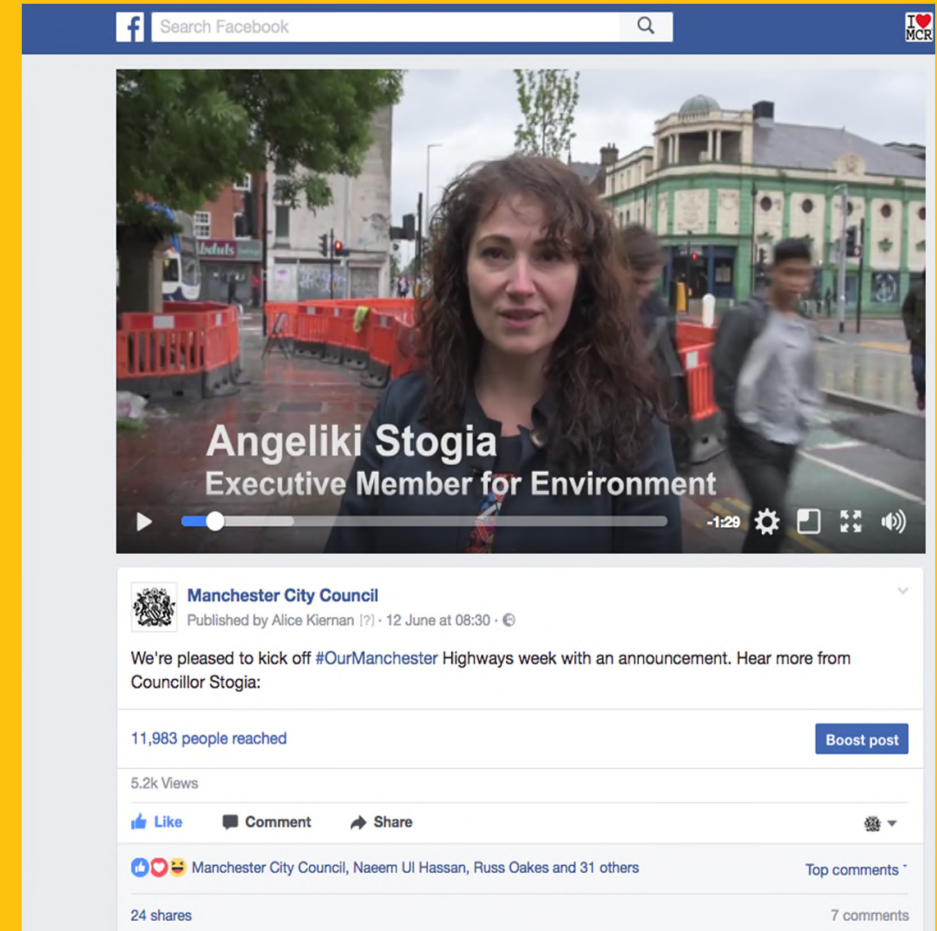 Search Facebook
I ❤ MCR
Angeliki Stogia
Executive Member for Environment
-1:29
Manchester City Council
Published by Alice Kiernan [?] · 12 June at 08:30 ·
We're pleased to kick off #OurManchester Highways week with an announcement. Hear more from
Councillor Stogia:
11,983 people reached
Boost post
5.2k Views
Like Comment Share
Manchester City Council, Naeem Ul Hassan, Russ Oakes and 31 others
Top comments
24 shares
7 comments